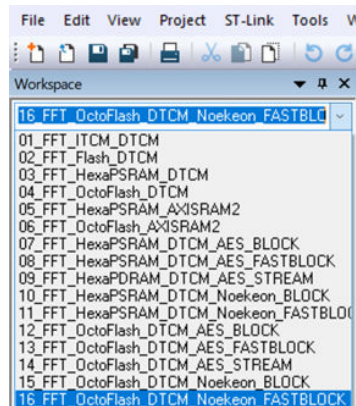 File Edit View Project ST-Link Tools
Workspace
16_FFT_OctoFlash_DTCM_Noekeon_FASTBLO
01_FFT_ITCM_DTCM
02_FFT_Flash_DTCM
03_FFT_HexaPSRAM_DTCM
04_FFT_OctoFlash_DTCM
05_FFT_HexaPSRAM_AXISRAM2
06_FFT_OctoFlash_AXISRAM2
07_FFT_HexaPSRAM_DTCM_AES_BLOCK
08_FFT_HexaPSRAM_DTCM_AES_FASTBLOCK
09_FFT_HexaPDRAM_DTCM_AES_STREAM
10_FFT_HexaPSRAM_DTCM_Noekeon_BLOCK
11_FFT_HexaPSRAM_DTCM_Noekeon_FASTBLOC
12_FFT_OctoFlash_DTCM_AES_BLOCK
13_FFT_OctoFlash_DTCM_AES_FASTBLOCK
14_FFT_OctoFlash_DTCM_AES_STREAM
15_FFT_OctoFlash_DTCM_Noekeon_BLOCK
16_FFT_OctoFlash_DTCM_Noekeon_FASTBLOCK